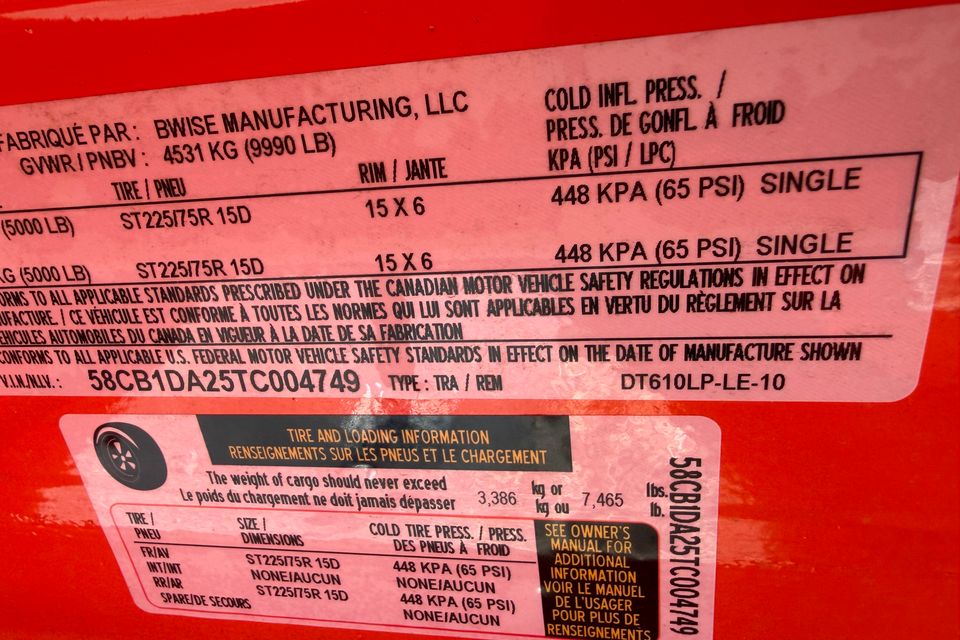 FABRIQUÉ PAR : BWISE MANUFACTURING, LLC
GVWR / PNBV : 4531 KG (9990 LB)
COLD INFL. PRESS. /
PRESS. DE GONFL. À FROID
KPA (PSI / LPC)
TIRE / PNEU RIM / JANTE
(5000 LB) ST225/75R 15D 15 X 6 448 KPA (65 PSI) SINGLE
KG (5000 LB) ST225/75R 15D 15 X 6 448 KPA (65 PSI) SINGLE
ORMS TO ALL APPLICABLE STANDARDS PRESCRIBED UNDER THE CANADIAN MOTOR VEHICLE SAFETY REGULATIONS IN EFFECT ON
UFACTURE. / CE VÉHICULE EST CONFORME À TOUTES LES NORMES QUI LUI SONT APPLICABLES EN VERTU DU RÈGLEMENT SUR LA
VÉHICULES AUTOMOBILES DU CANADA EN VIGUEUR À LA DATE DE SA FABRICATION
CONFORMS TO ALL APPLICABLE U.S. FEDERAL MOTOR VEHICLE SAFETY STANDARDS IN EFFECT ON THE DATE OF MANUFACTURE SHOWN
V.I.N./N.I.V.: 58CB1DA25TC004749 TYPE : TRA / REM DT610LP-LE-10
TIRE AND LOADING INFORMATION
RENSEIGNEMENTS SUR LES PNEUS ET LE CHARGEMENT
The weight of cargo should never exceed
Le poids du chargement ne doit jamais dépasser
3,386 kg or
kg ou
7,465 lbs.
lb.
TIRE /
PNEU
SIZE /
DIMENSIONS
COLD TIRE PRESS. / PRESS.
DES PNEUS À FROID
FR/AV ST225/75R 15D 448 KPA (65 PSI)
INT/INT NONE/AUCUN NONE/AUCUN
RR/AR ST225/75R 15D 448 KPA (65 PSI)
SPARE/DE SECOURS NONE/AUCUN
SEE OWNER'S
MANUAL FOR
ADDITIONAL
INFORMATION
VOIR LE MANUEL
DE L'USAGER
POUR PLUS DE
RENSEIGNEMENTS
58CB1DA25TC004749